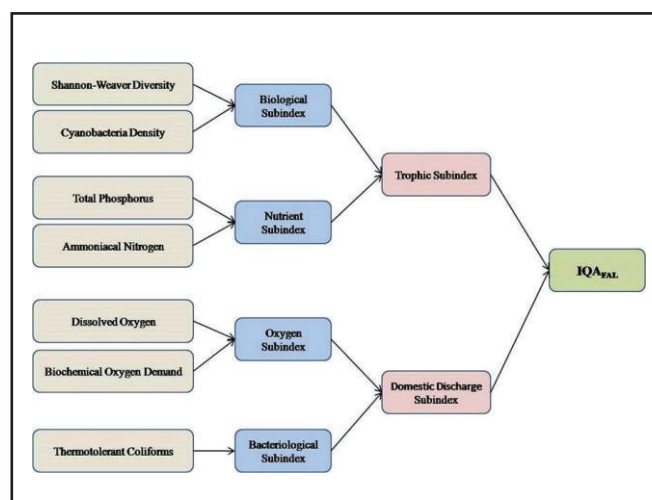 Shannon-Weaver Diversity
Cyanobacteria Density
Biological
Subindex
Total Phosphorus
Ammoniacal Nitrogen
Nutrient
Subindex
Trophic Subindex
Dissolved Oxygen
Biochemical Oxygen Demand
Oxygen
Subindex
Thermotolerant Coliforms
Bacteriological
Subindex
Domestic Discharge
Subindex
IQAFAL